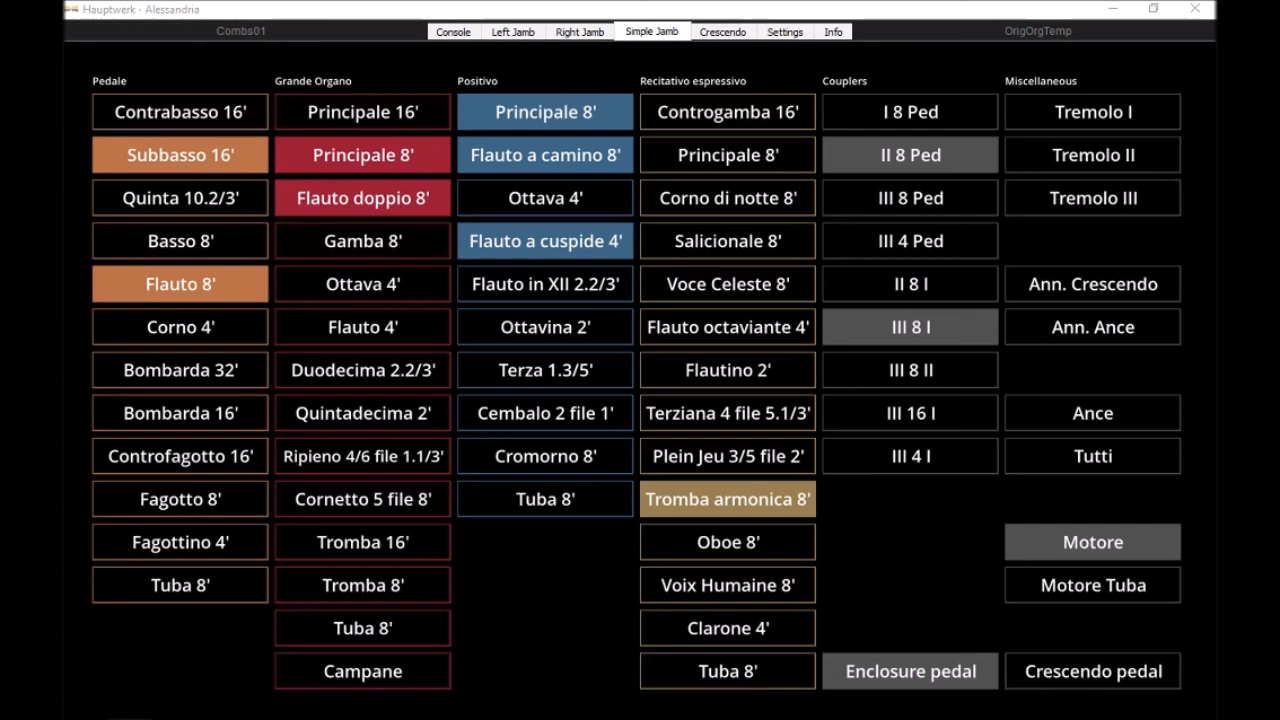 Hauptwerk - Alessandria
Combs01
Console Left Jamb Right Jamb Simple Jamb Crescendo Settings Info
OrigOrgTemp
Pedale
Contrabasso 16'
Subbasso 16'
Quinta 10.2/3'
Basso 8'
Flauto 8'
Corno 4'
Bombarda 32'
Bombarda 16'
Controfagotto 16'
Fagotto 8'
Fagottino 4'
Tuba 8'
Grande Organo
Principale 16'
Principale 8'
Flauto doppio 8'
Gamba 8'
Ottava 4'
Flauto 4'
Duodecima 2.2/3'
Quintadecima 2'
Ripieno 4/6 file 1.1/3'
Cornetto 5 file 8'
Tromba 16'
Tromba 8'
Tuba 8'
Campane
Positivo
Principale 8'
Flauto a camino 8'
Ottava 4'
Flauto a cuspide 4'
Flauto in XII 2.2/3'
Ottavina 2'
Terza 1.3/5'
Cembalo 2 file 1'
Cromorno 8'
Tuba 8'
Recitativo espressivo
Controgamba 16'
Principale 8'
Corno di notte 8'
Salicionale 8'
Voce Celeste 8'
Flauto octaviante 4'
Flautino 2'
Terziana 4 file 5.1/3'
Plein Jeu 3/5 file 2'
Tromba armonica 8'
Oboe 8'
Voix Humaine 8'
Clarone 4'
Tuba 8'
Couplers
I 8 Ped
II 8 Ped
III 8 Ped
III 4 Ped
II 8 I
III 8 I
III 8 II
III 16 I
III 4 I
Enclosure pedal
Miscellaneous
Tremolo I
Tremolo II
Tremolo III
Ann. Crescendo
Ann. Ance
Ance
Tutti
Motore
Motore Tuba
Crescendo pedal